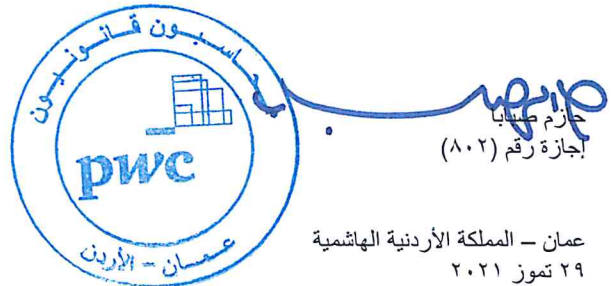 محاسبون قانونيون
pwc
عمان - الأردن
حازم صبابا
إجازة رقم (٨٠٢)
عمان – المملكة الأردنية الهاشمية
٢٩ تموز ٢٠٢١